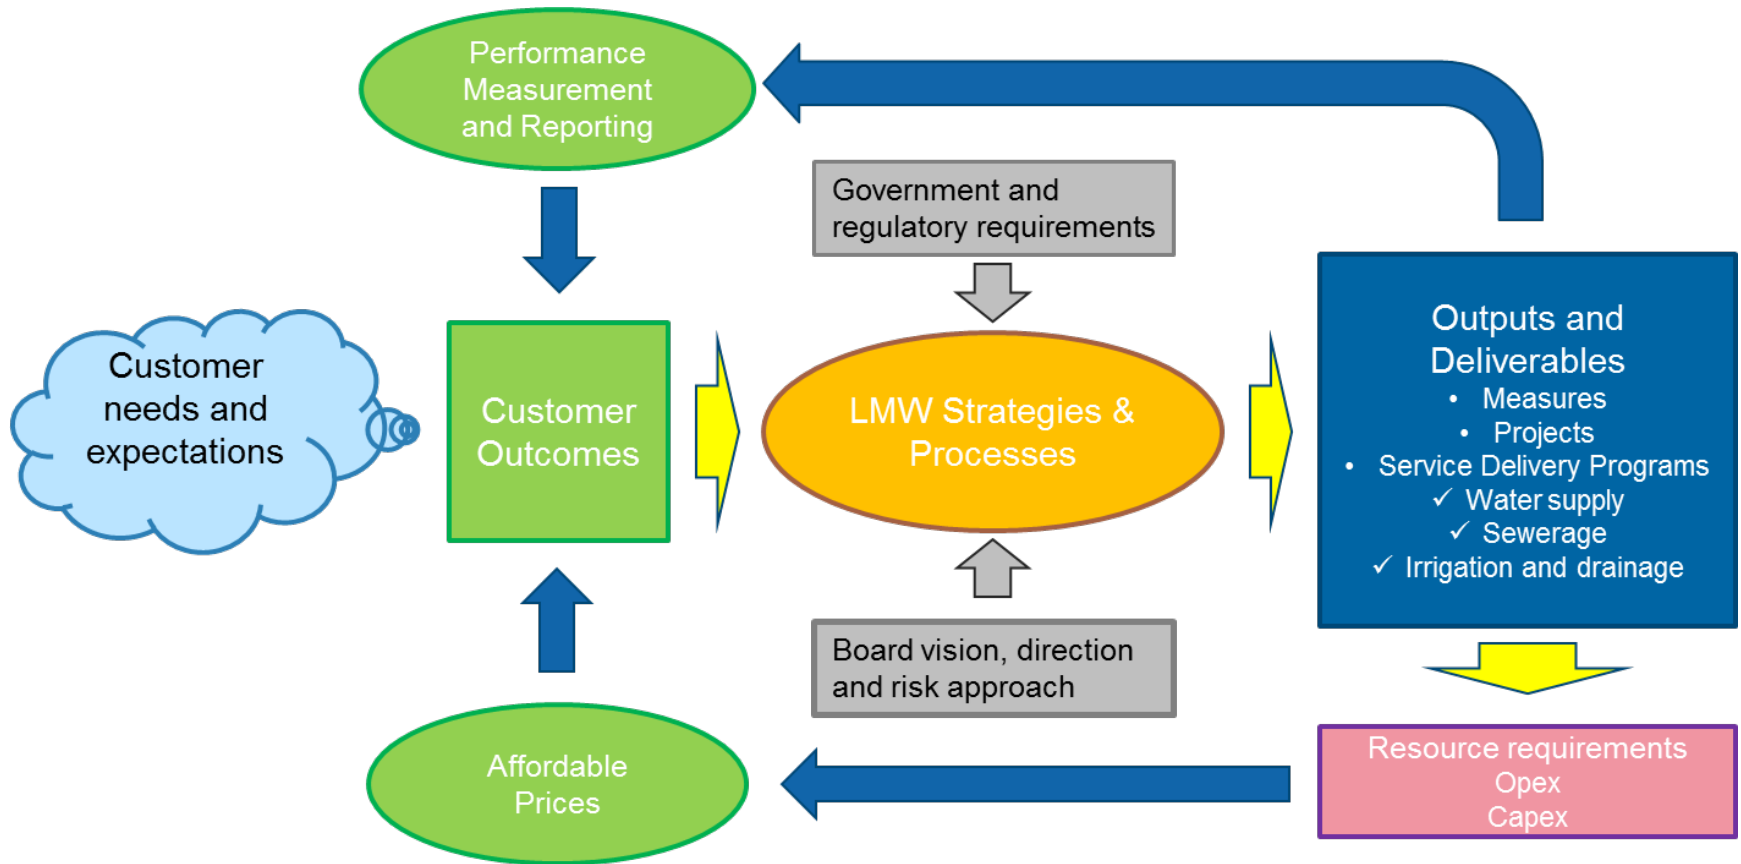 Performance
Measurement
and Reporting
Government and
regulatory requirements
Customer
needs and
expectations
Customer
Outcomes
LMW Strategies &
Processes
Outputs and
Deliverables
• Measures
• Projects
• Service Delivery Programs
✓ Water supply
✓ Sewerage
✓ Irrigation and drainage
Board vision, direction
and risk approach
Affordable
Prices
Resource requirements
Opex
Capex